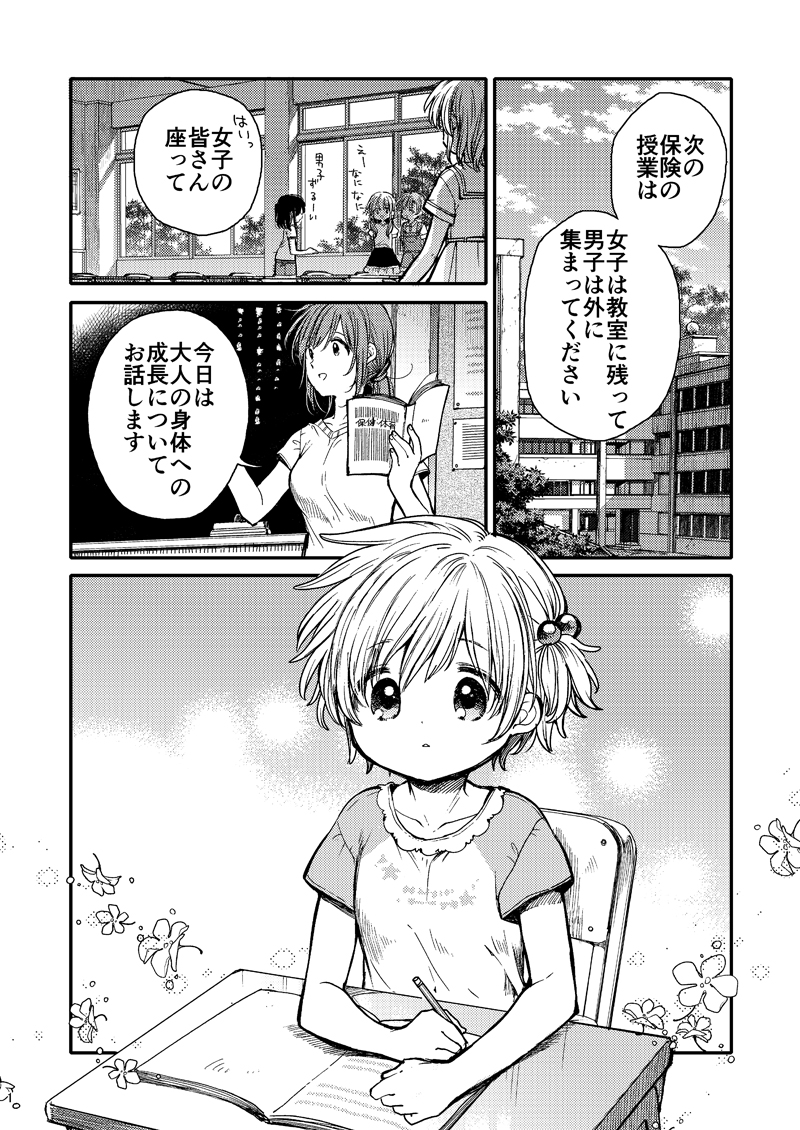 次の
保険の
授業は
女子は教室に残って
男子は外に
集まってください
はいっ
女子の
皆さん
座って
えー
なになに
男子
ずるーい
保健・体育
今日は
大人の身体への
成長について
お話します